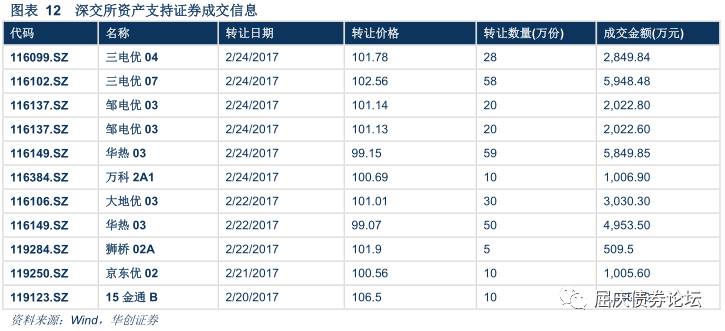 图表 12 深交所资产支持证券成交信息
代码 名称 转让日期 转让价格 转让数量(万份) 成交金额(万元)
116099.SZ 三电优 04 2/24/2017 101.78 28 2,849.84
116102.SZ 三电优 07 2/24/2017 102.56 58 5,948.48
116137.SZ 邹电优 03 2/24/2017 101.14 20 2,022.80
116137.SZ 邹电优 03 2/24/2017 101.13 20 2,022.60
116149.SZ 华热 03 2/24/2017 99.15 59 5,849.85
116384.SZ 万科 2A1 2/24/2017 100.69 10 1,006.90
116106.SZ 大地优 03 2/22/2017 101.01 30 3,030.30
116149.SZ 华热 03 2/22/2017 99.07 50 4,953.50
119284.SZ 狮桥 02A 2/22/2017 101.9 5 509.5
119250.SZ 京东优 02 2/21/2017 100.56 10 1,005.60
119123.SZ 15 金通 B 2/20/2017 106.5 10
资料来源：Wind，华创证券
屈庆债券论坛